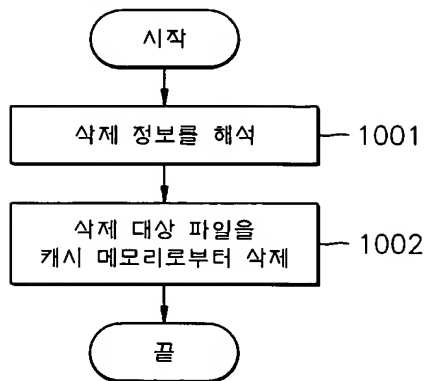 시작
삭제 정보를 해석
1001
삭제 대상 파일을
캐시 메모리로부터 삭제
1002
끝